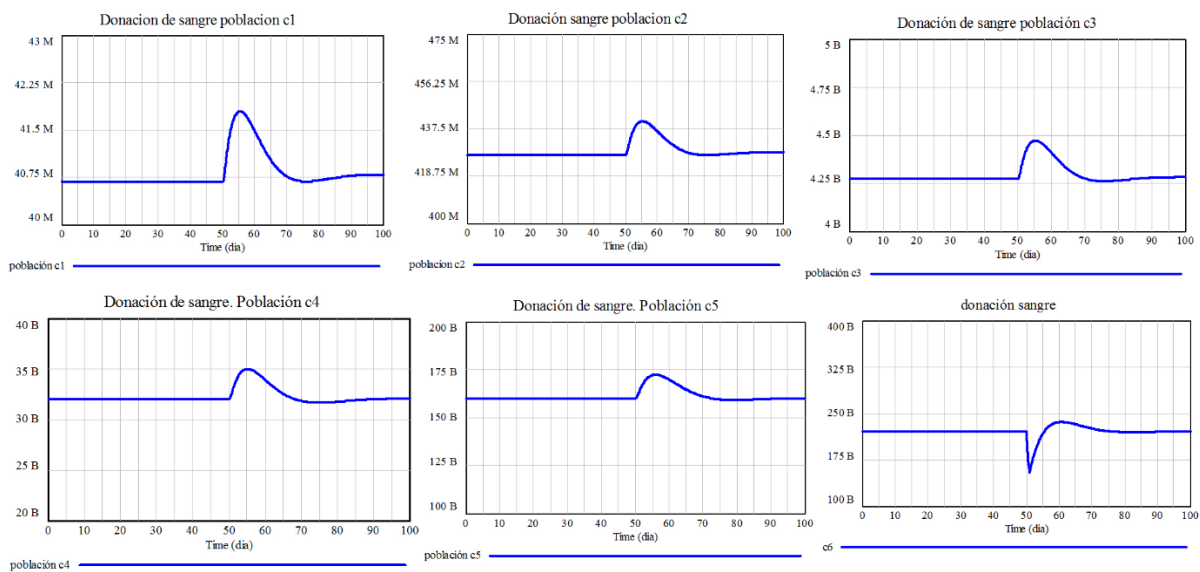 Donacion de sangre poblacion c1
43 M
42.25 M
41.5 M
40.75 M
40 M
0 10 20 30 40 50 60 70 80 90 100
Time (dia)
población c1
Donación sangre poblacion c2
475 M
456.25 M
437.5 M
418.75 M
400 M
0 10 20 30 40 50 60 70 80 90 100
Time (dia)
poblacion c2
Donación de sangre población c3
5 B
4.75 B
4.5 B
4.25 B
4 B
0 10 20 30 40 50 60 70 80 90 100
Time (dia)
población c3
Donación de sangre. Población c4
40 B
35 B
30 B
25 B
20 B
0 10 20 30 40 50 60 70 80 90 100
Time (dia)
población c4
Donación de sangre. Población c5
200 B
175 B
150 B
125 B
100 B
0 10 20 30 40 50 60 70 80 90 100
Time (dia)
población c5
donación sangre
400 B
325 B
250 B
175 B
100 B
0 10 20 30 40 50 60 70 80 90 100
Time (dia)
c6